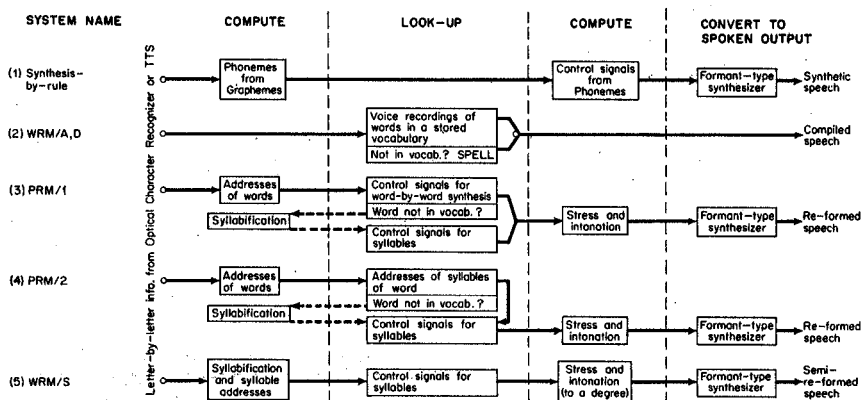 SYSTEM NAME
COMPUTE
LOOK-UP
COMPUTE
CONVERT TO
SPOKEN OUTPUT
Letter-by-letter info. from Optical Character Recognizer or TTS
(1) Synthesis-
by-rule
Phonemes
from
Graphemes
Control signals
from
Phonemes
Formant-type
synthesizer
Synthetic
speech
(2) WRM/A,D
Voice recordings of
words in a stored
vocabulary
Not in vocab.? SPELL
Compiled
speech
(3) PRM/1
Addresses
of words
Syllabification
Control signals for
word-by-word synthesis
Word not in vocab. ?
Control signals for
syllables
Stress and
intonation
Formant-type
synthesizer
Re-formed
speech
(4) PRM/2
Addresses
of words
Syllabification
Addresses of syllables
of word
Word not in vocab.?
Control signals for
syllables
Stress and
intonation
Formant-type
synthesizer
Re-formed
speech
(5) WRM/S
Syllabification
and syllable
addresses
Control signals for
syllables
Stress and
intonation
(to a degree)
Formant-type
synthesizer
Semi-
re-formed
speech